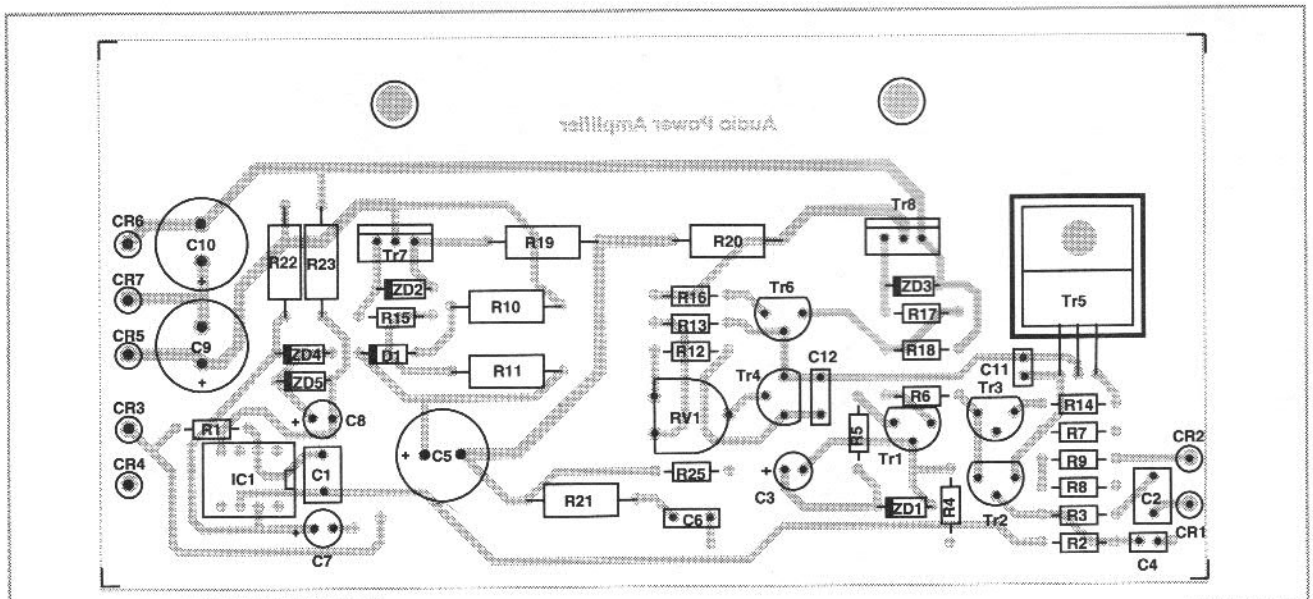 Audio Power Amplifier
CR6
C10
+
R22
R23
Tr7
R19
R20
Tr8
CR7
ZD2
R15
R10
R16
Tr6
ZD3
R17
Tr5
CR5
C9
+
ZD4
D1
R13
R12
R18
ZD5
R11
Tr4
C12
C11
R6
Tr3
R14
CR3
R1
+
C8
RV1
R5
Tr1
R7
CR2
CR4
IC1
C1
+
C5
R25
+
C3
R9
R8
C2
R21
C6
ZD1
R4
Tr2
R3
CR1
+
C7
R2
C4